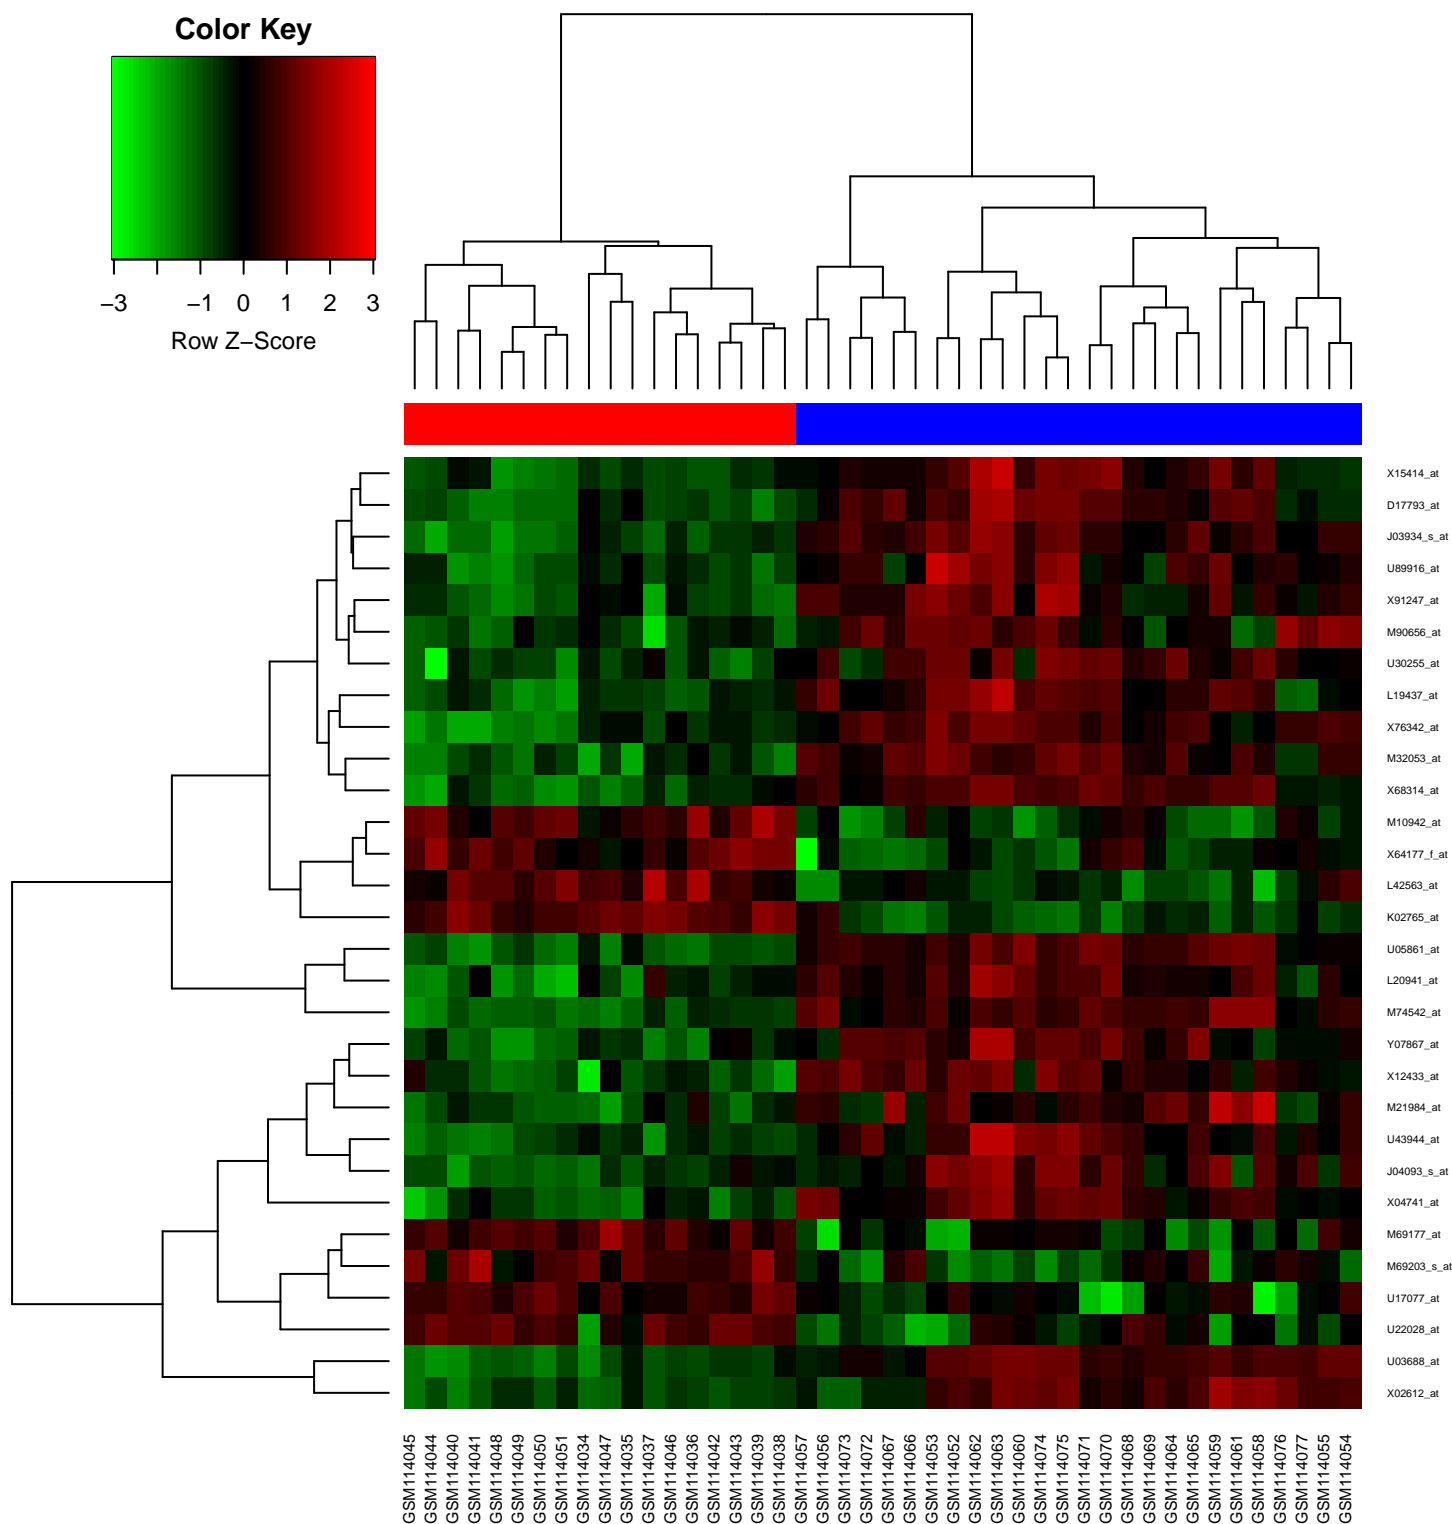 Color Key
−3 −1 0 1 2 3
Row Z−Score
X15414_at
D17793_at
J03934_s_at
U89916_at
X91247_at
M90656_at
U30255_at
L19437_at
X76342_at
M32053_at
X68314_at
M10942_at
X64177_f_at
L42563_at
K02765_at
U05861_at
L20941_at
M74542_at
Y07867_at
X12433_at
M21984_at
U43944_at
J04093_s_at
X04741_at
M69177_at
M69203_s_at
U17077_at
U22028_at
U03688_at
X02612_at
GSM114045
GSM114044
GSM114040
GSM114041
GSM114048
GSM114049
GSM114050
GSM114051
GSM114034
GSM114047
GSM114035
GSM114037
GSM114046
GSM114036
GSM114042
GSM114043
GSM114039
GSM114038
GSM114057
GSM114056
GSM114073
GSM114072
GSM114067
GSM114066
GSM114053
GSM114052
GSM114062
GSM114063
GSM114060
GSM114074
GSM114075
GSM114071
GSM114070
GSM114068
GSM114069
GSM114064
GSM114065
GSM114059
GSM114061
GSM114058
GSM114076
GSM114077
GSM114055
GSM114054